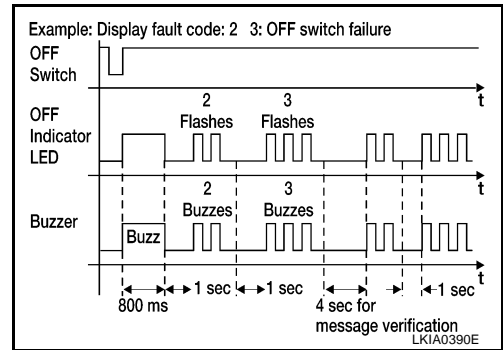 Example: Display fault code: 2 3: OFF switch failure
OFF
Switch
t
OFF
Indicator
LED
2
Flashes
3
Flashes
t
Buzzer
Buzz
2
Buzzes
3
Buzzes
t
800 ms
1 sec
1 sec
4 sec for
message verification
1 sec
LKIA0390E